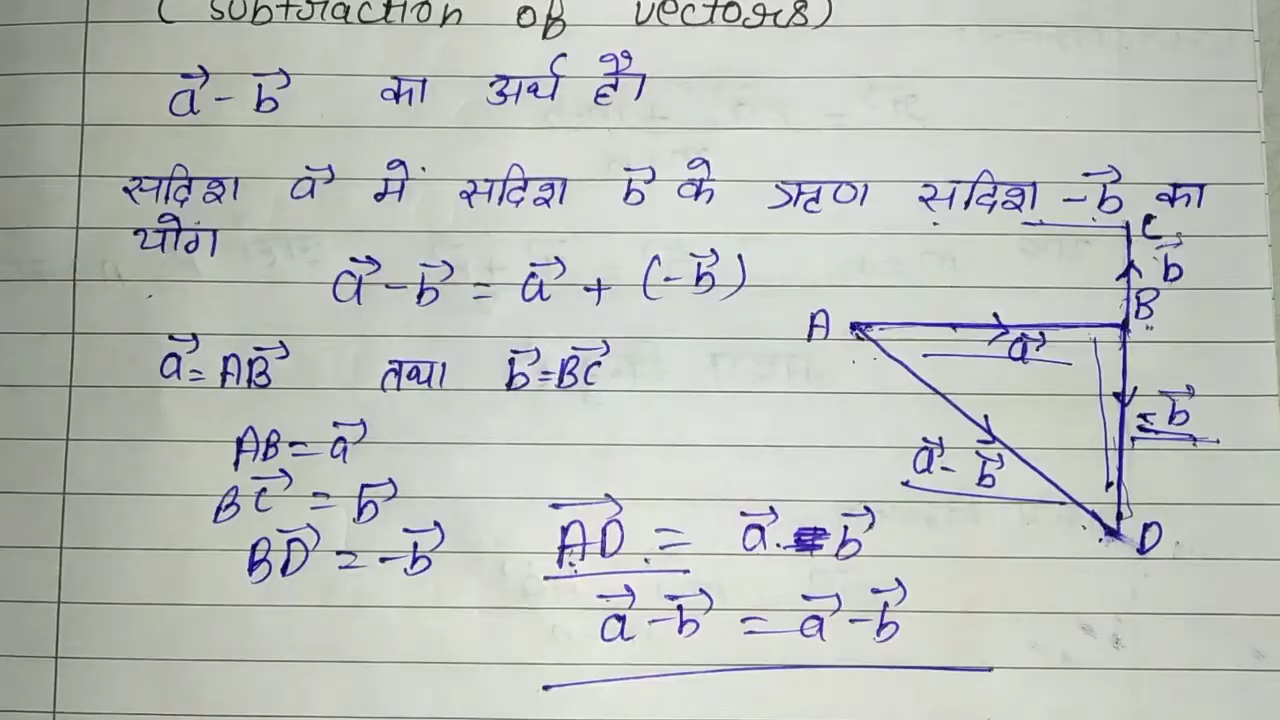 ( subtraction of vectors)
a⃗ - b⃗ का अर्थ है।
सदिश a⃗ में सदिश b⃗ के ऋण सदिश -b⃗ का
योग
a⃗ - b⃗ = a⃗ + (-b⃗)
a⃗ = AB⃗ तथा b⃗ = BC⃗
AB = a⃗
BC⃗ = b⃗
BD⃗ = -b⃗
AD⃗ = a⃗ - b⃗
a⃗ - b⃗ = a⃗ - b⃗
C
b⃗
B
A
a⃗
-b⃗
a⃗ - b⃗
D